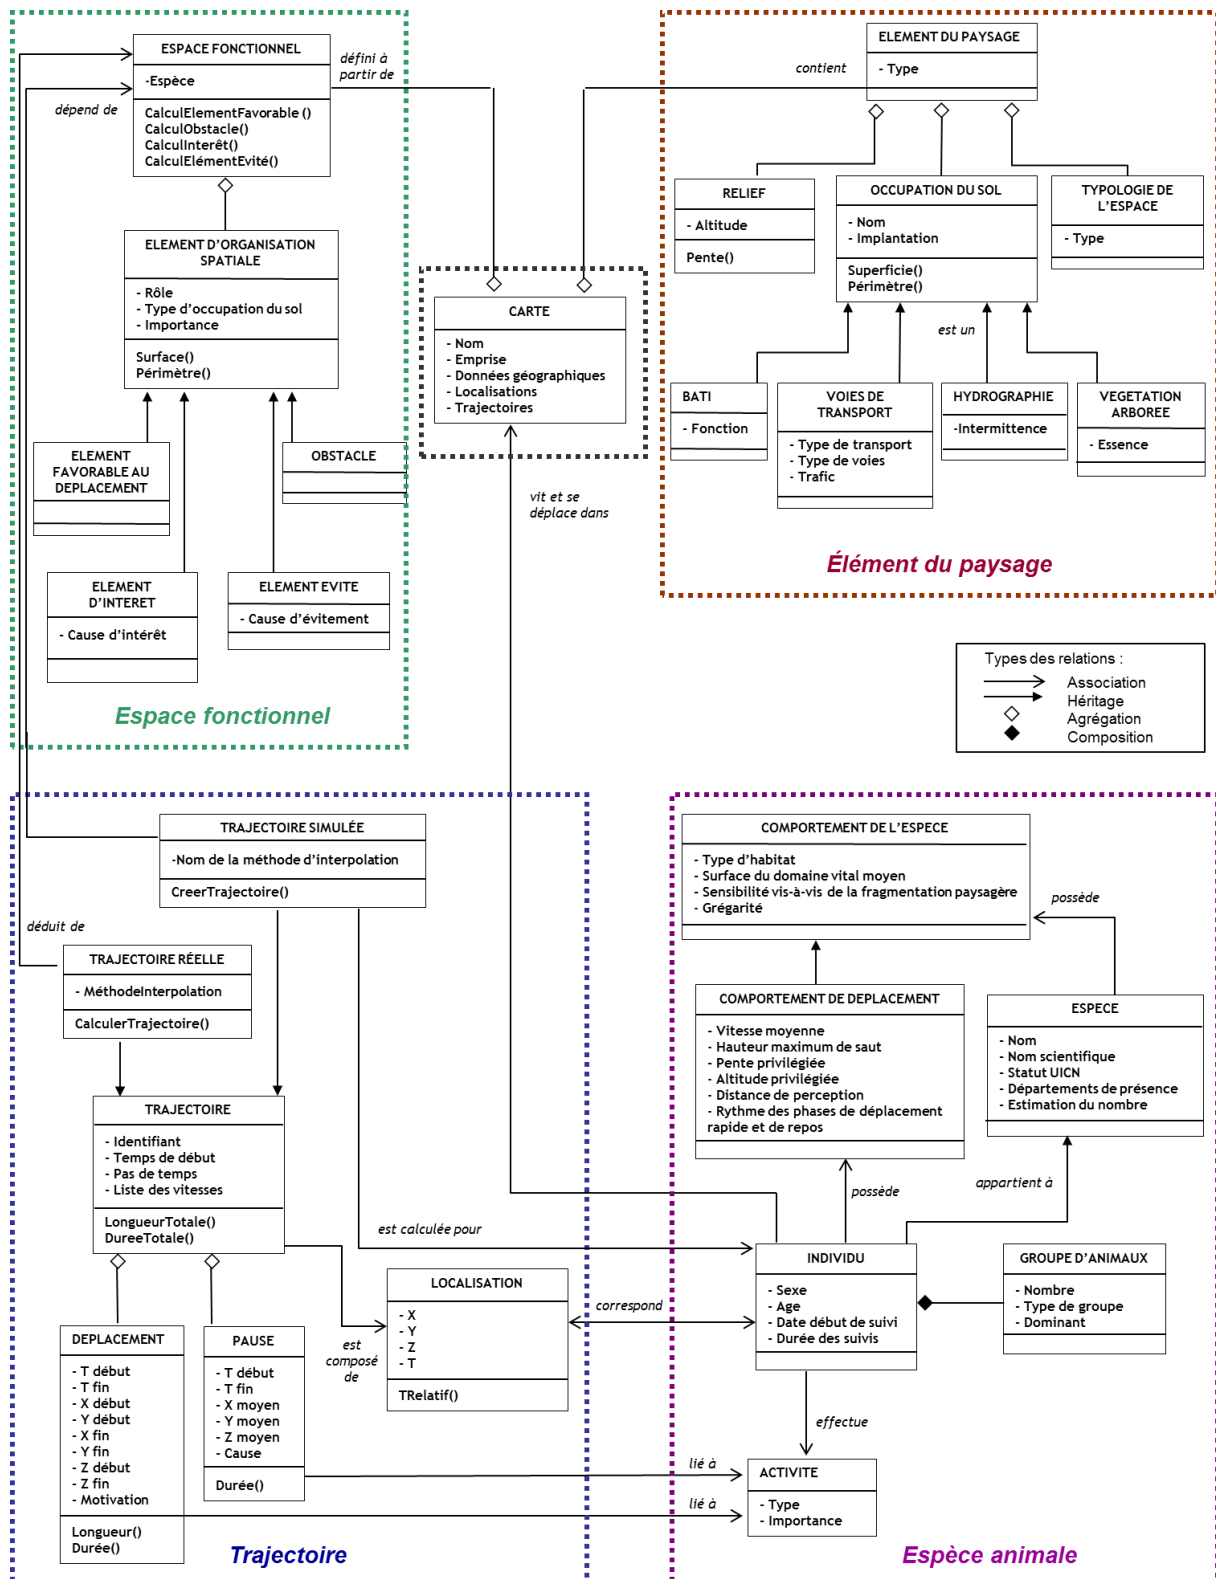 ESPACE FONCTIONNEL
-Espèce
CalculElementFavorable ()
CalculObstacle()
CalculInterêt()
CalculElémentEvité()
défini à
partir de
dépend de
ELEMENT D'ORGANISATION
SPATIALE
- Rôle
- Type d'occupation du sol
- Importance
Surface()
Périmètre()
ELEMENT
FAVORABLE AU
DEPLACEMENT
OBSTACLE
ELEMENT
D'INTERET
- Cause d'intérêt
ELEMENT EVITE
- Cause d'évitement
Espace fonctionnel
CARTE
- Nom
- Emprise
- Données géographiques
- Localisations
- Trajectoires
vit et se
déplace dans
contient
ELEMENT DU PAYSAGE
- Type
RELIEF
- Altitude
Pente()
OCCUPATION DU SOL
- Nom
- Implantation
Superficie()
Périmètre()
TYPOLOGIE DE
L'ESPACE
- Type
est un
BATI
- Fonction
VOIES DE
TRANSPORT
- Type de transport
- Type de voies
- Trafic
HYDROGRAPHIE
-Intermittence
VEGETATION
ARBOREE
- Essence
Élément du paysage
Types des relations :
Association
Héritage
Agrégation
Composition
TRAJECTOIRE SIMULÉE
-Nom de la méthode d'interpolation
CreerTrajectoire()
déduit de
TRAJECTOIRE RÉELLE
- MéthodeInterpolation
CalculerTrajectoire()
TRAJECTOIRE
- Identifiant
- Temps de début
- Pas de temps
- Liste des vitesses
LongueurTotale()
DureeTotale()
est calculée pour
LOCALISATION
- X
- Y
- Z
- T
TRelatif()
est
composé
de
correspond
DEPLACEMENT
- T début
- T fin
- X début
- Y début
- X fin
- Y fin
- Z début
- Z fin
- Motivation
Longueur()
Durée()
PAUSE
- T début
- T fin
- X moyen
- Y moyen
- Z moyen
- Cause
Durée()
lié à
lié à
Trajectoire
COMPORTEMENT DE L'ESPECE
- Type d'habitat
- Surface du domaine vital moyen
- Sensibilité vis-à-vis de la fragmentation paysagère
- Grégarité
possède
COMPORTEMENT DE DEPLACEMENT
- Vitesse moyenne
- Hauteur maximum de saut
- Pente privilégiée
- Altitude privilégiée
- Distance de perception
- Rythme des phases de déplacement
rapide et de repos
ESPECE
- Nom
- Nom scientifique
- Statut UICN
- Départements de présence
- Estimation du nombre
possède
appartient à
INDIVIDU
- Sexe
- Age
- Date début de suivi
- Durée des suivis
GROUPE D'ANIMAUX
- Nombre
- Type de groupe
- Dominant
effectue
ACTIVITE
- Type
- Importance
Espèce animale